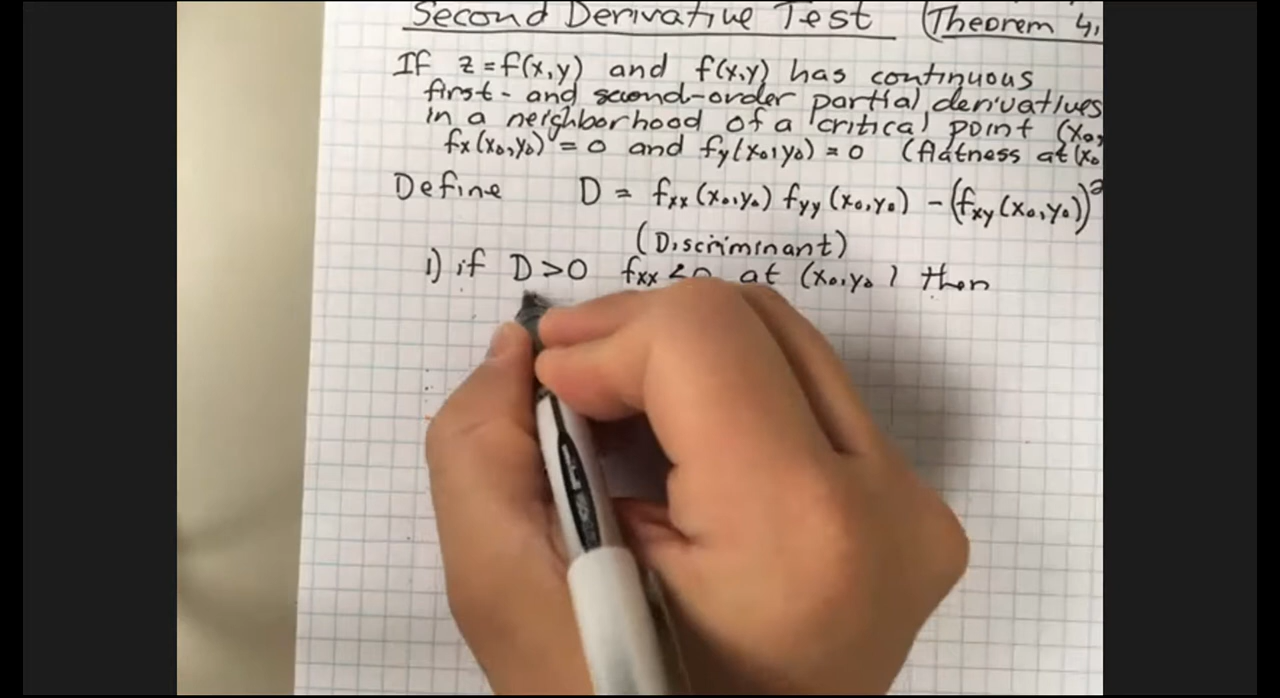 Second Derivative Test (Theorem 4.
If z = f(x,y) and f(x,y) has continuous
first- and second-order partial derivatives
in a neighborhood of a critical point (x₀,
fx(x₀,y₀) = 0 and fy(x₀,y₀) = 0 (flatness at (x₀
Define D = fxx(x₀,y₀) fyy(x₀,y₀) - (fxy(x₀,y₀))²
(Discriminant)
1) if D>0 fxx<0 at (x₀,y₀) then